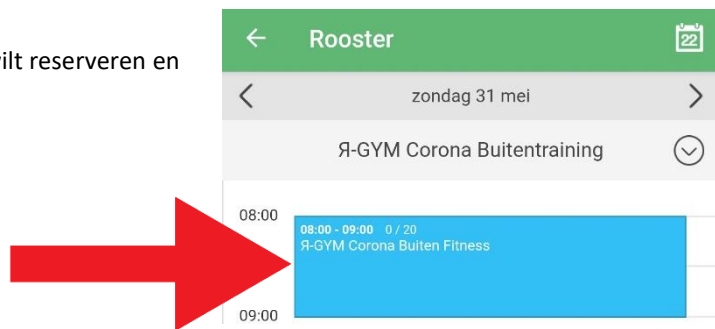 ilt reserveren en
Rooster
22
zondag 31 mei
Я-GYM Corona Buitentraining
08:00
08:00 - 09:00 0 / 20
Я-GYM Corona Buiten Fitness
09:00